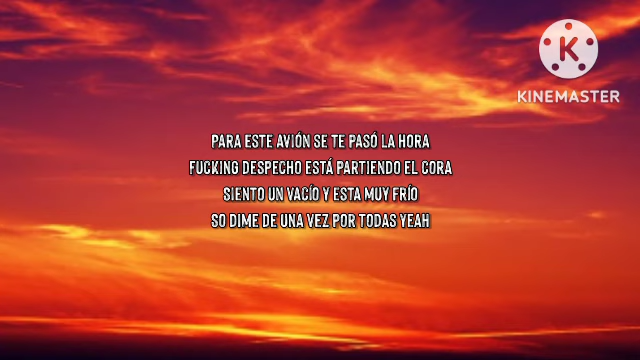 K
KINEMASTER
PARA ESTE AVIÓN SE TE PASÓ LA HORA
FUCKING DESPECHO ESTÁ PARTIENDO EL CORA
SIENTO UN VACÍO Y ESTA MUY FRÍO
SO DIME DE UNA VEZ POR TODAS YEAH